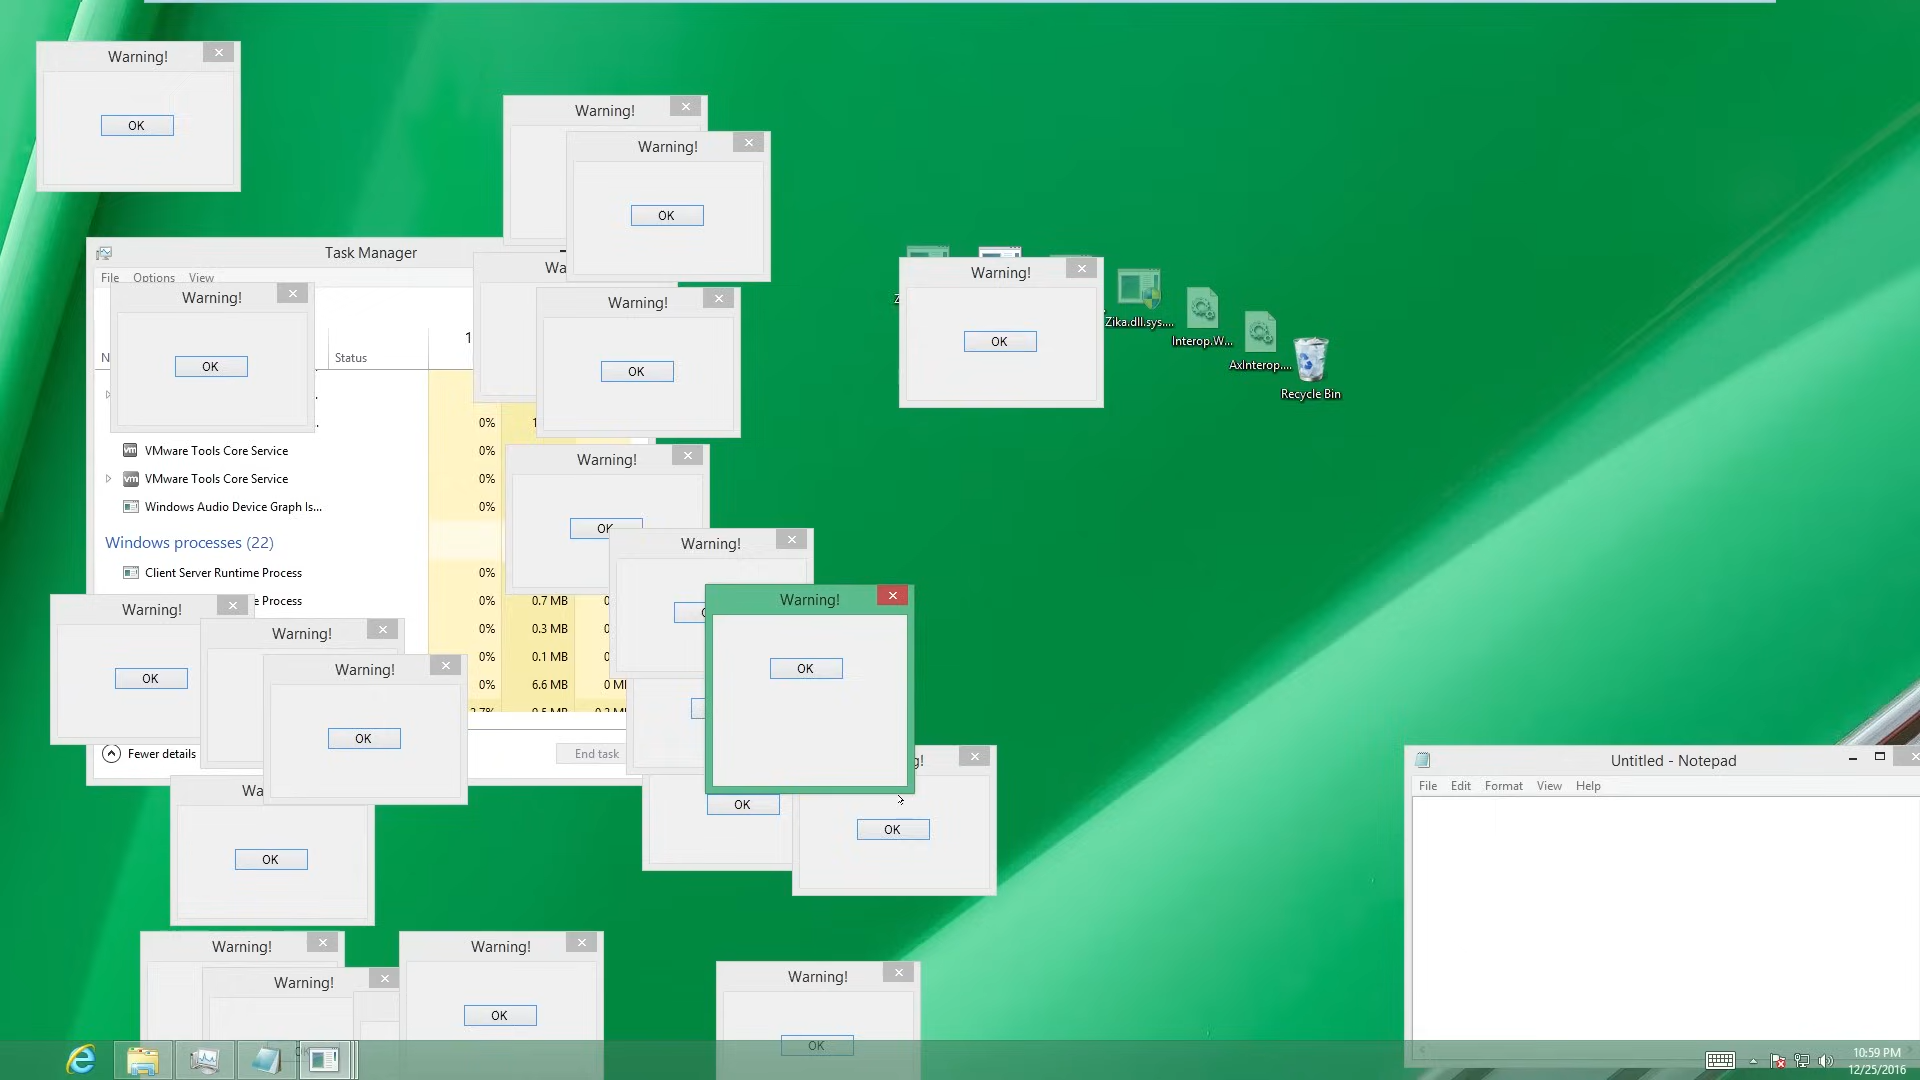 Warning!
OK
Warning!
Warning!
OK
Task Manager
File Options View
Wa
Warning!
OK
Warning!
OK
Warning!
OK
Status
0%
VMware Tools Core Service
0%
VMware Tools Core Service
0%
Windows Audio Device Graph Is...
0%
Windows processes (22)
Client Server Runtime Process
0%
e Process
0.7 MB
0%
0.3 MB
0%
0.1 MB
0%
6.6 MB
Fewer details
End task
Zika.dll.sys....
Interop.W...
AxInterop....
Recycle Bin
Warning!
OK
Warning!
Warning!
OK
Warning!
OK
Warning!
Warning!
OK
Wa
OK
OK
OK
Warning!
Warning!
Warning!
OK
Warning!
OK
Untitled - Notepad
File Edit Format View Help
10:59 PM
12/25/2016